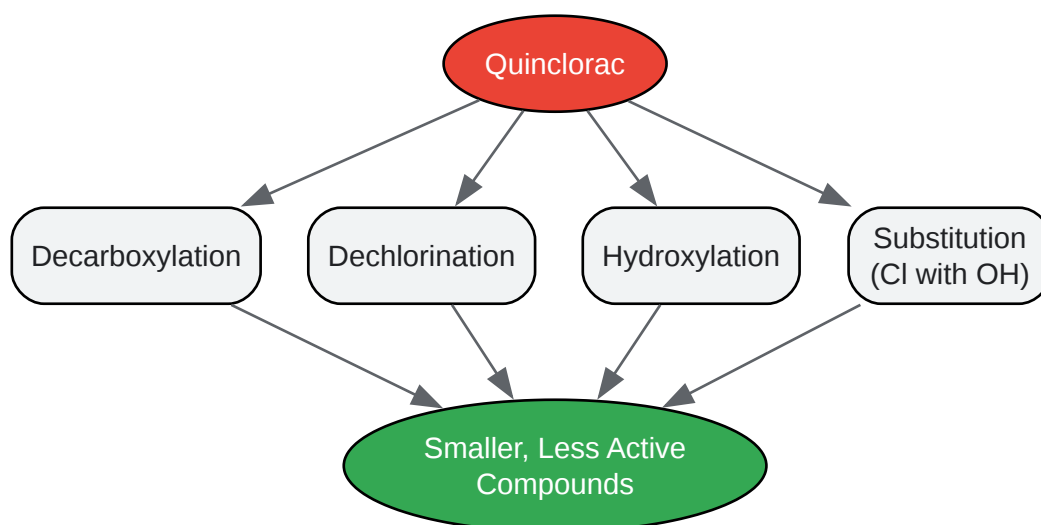 Quinclorac
Decarboxylation
Dechlorination
Hydroxylation
Substitution
(Cl with OH)
Smaller, Less Active
Compounds